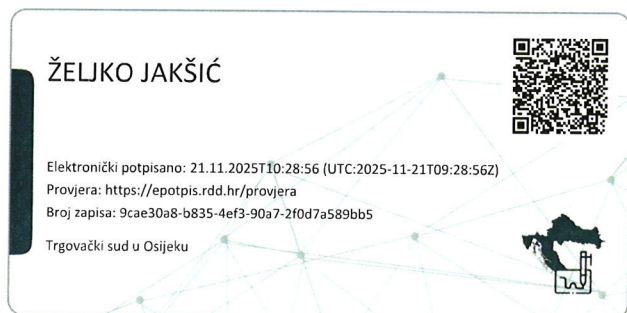 ŽELJKO JAKŠIĆ
Elektronički potpisano: 21.11.2025T10:28:56 (UTC:2025-11-21T09:28:56Z)
Provjera: https://epotpis.rdd.hr/provjera
Broj zapisa: 9cae30a8-b835-4ef3-90a7-2f0d7a589bb5
Trgovački sud u Osijeku